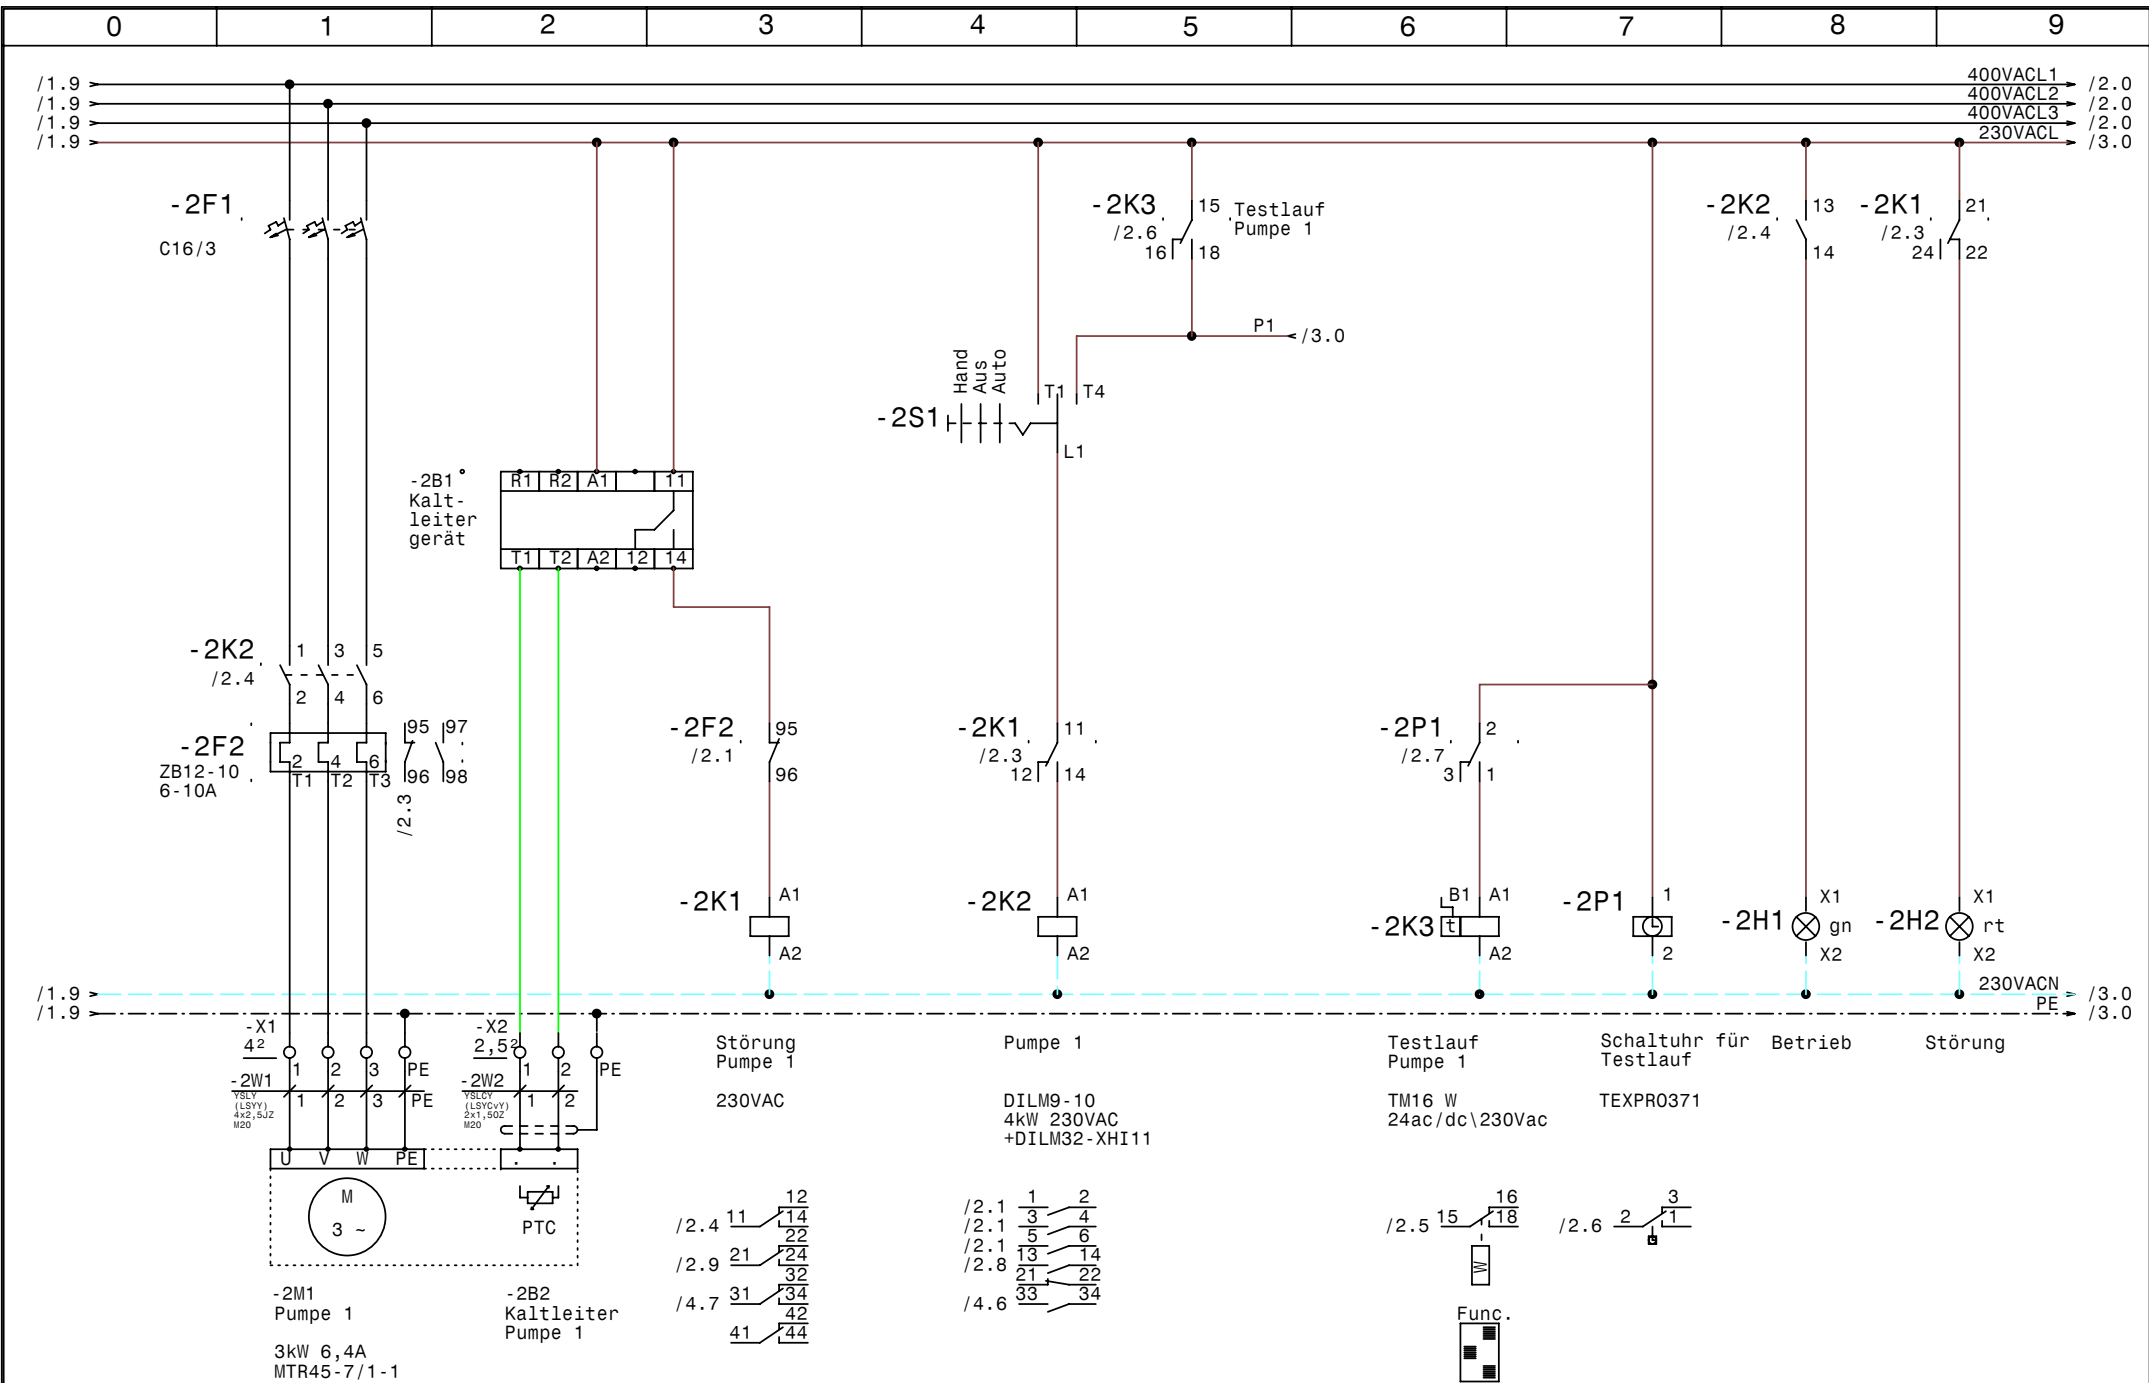 0 1 2 3 4 5 6 7 8 9
/1.9 400VACL1 /2.0
/1.9 400VACL2 /2.0
/1.9 400VACL3 /2.0
/1.9 230VACL /3.0
-2F1
C16/3
-2K3 15 Testlauf
/2.6 Pumpe 1
16 18
-2K2 13
/2.4
14
-2K1 21
/2.3
24 22
P1 /3.0
Hand
Aus
Auto
T1 T4
-2S1
L1
-2B1
Kalt-
leiter
gerät
R1 R2 A1 11
T1 T2 A2 12 14
-2K2 1 3 5
/2.4
2 4 6
-2F2
ZB12-10
6-10A
2 4 6
T1 T2 T3
95 97
96 98
/2.3
-2F2 95
/2.1
96
-2K1 11
/2.3
12 14
-2P1 2
/2.7
3 1
-2K1 A1
A2
-2K2 A1
A2
-2K3 B1 A1
t
A2
-2P1 1
2
-2H1 X1
gn
X2
-2H2 X1
rt
X2
/1.9 230VACN /3.0
/1.9 PE /3.0
-X1
4²
1 2 3 PE
-2W1
YSLY
(LSYY)
4x2,5JZ
M20
1 2 3 PE
U V W PE
M
3 ~
-2M1
Pumpe 1
3kW 6,4A
MTR45-7/1-1
-X2
2,5²
1 2 PE
-2W2
YSLCY
(LSYCvY)
2x1,5OZ
M20
1 2
PTC
-2B2
Kaltleiter
Pumpe 1
Störung
Pumpe 1
230VAC
12
/2.4 11 14
22
/2.9 21 24
32
/4.7 31 34
42
41 44
Pumpe 1
DILM9-10
4kW 230VAC
+DILM32-XHI11
/2.1 1 2
/2.1 3 4
/2.1 5 6
/2.8 13 14
21 22
/4.6 33 34
Testlauf
Pumpe 1
TM16 W
24ac/dc\230Vac
16
/2.5 15 18
W
Func.
Schaltuhr für
Testlauf
TEXPRO371
3
/2.6 2 1
Betrieb
Störung